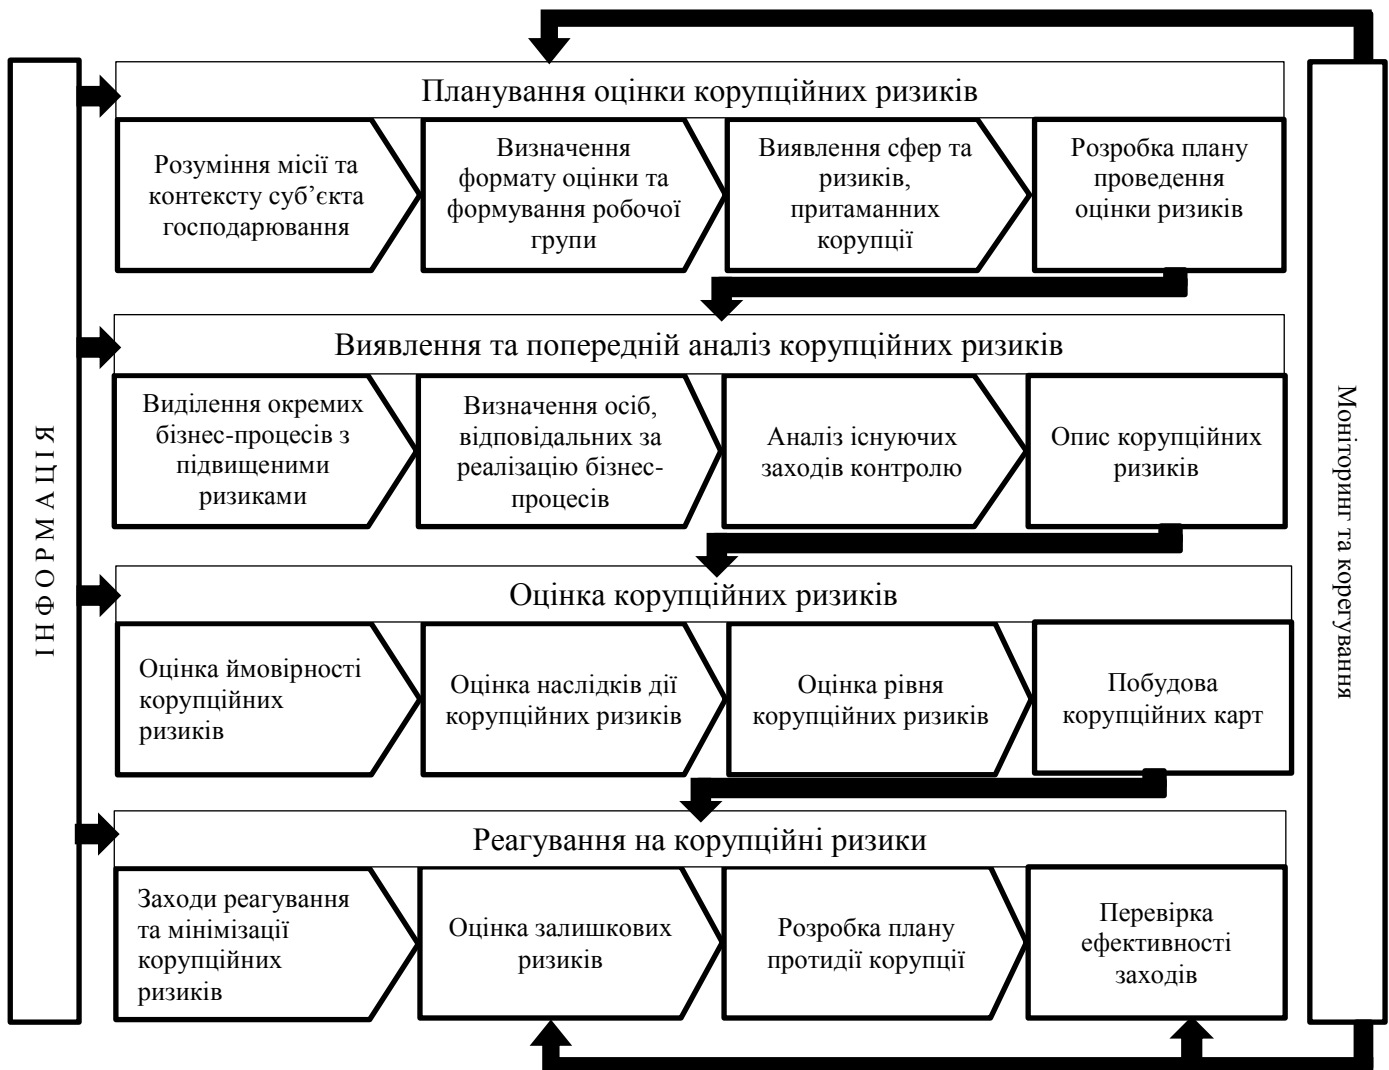 ІНФОРМАЦІЯ
Планування оцінки корупційних ризиків
Розуміння місії та
контексту суб’єкта
господарювання
Визначення
формату оцінки та
формування робочої
групи
Виявлення сфер та
ризиків,
притаманних
корупції
Розробка плану
проведення
оцінки ризиків
Виявлення та попередній аналіз корупційних ризиків
Виділення окремих
бізнес-процесів з
підвищеними
ризиками
Визначення осіб,
відповідальних за
реалізацію бізнес-
процесів
Аналіз існуючих
заходів контролю
Опис корупційних
ризиків
Оцінка корупційних ризиків
Оцінка ймовірності
корупційних
ризиків
Оцінка наслідків дії
корупційних ризиків
Оцінка рівня
корупційних ризиків
Побудова
корупційних карт
Реагування на корупційні ризики
Заходи реагування
та мінімізації
корупційних
ризиків
Оцінка залишкових
ризиків
Розробка плану
протидії корупції
Перевірка
ефективності
заходів
Моніторинг та корегування